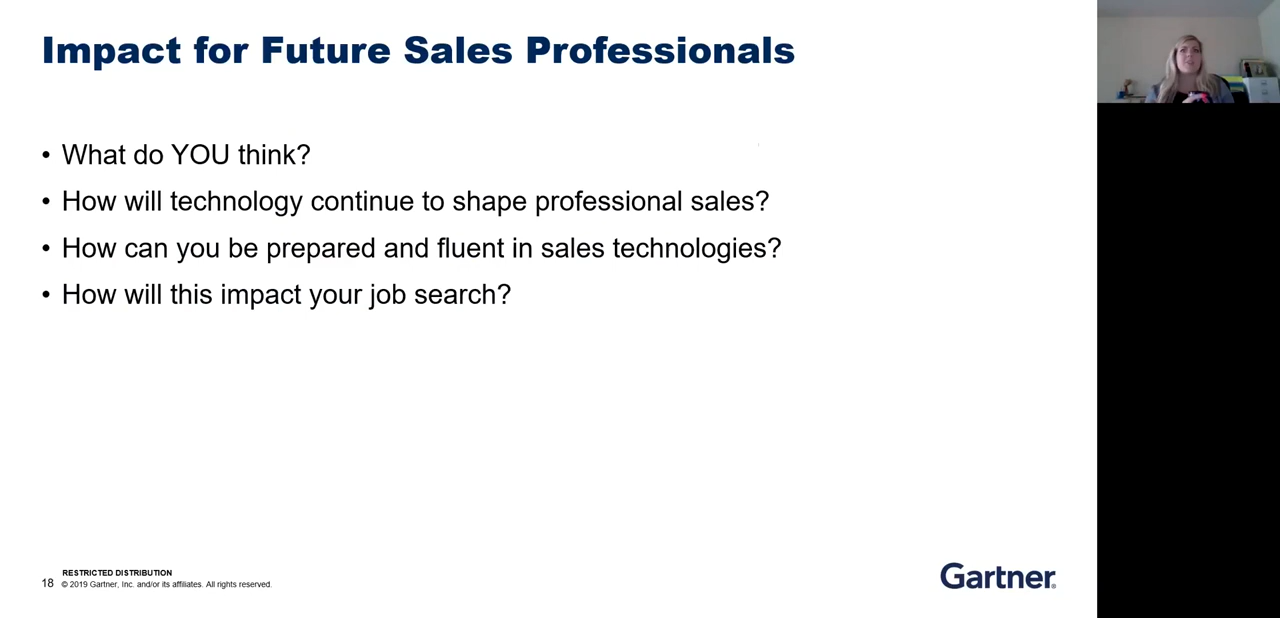 Impact for Future Sales Professionals
• What do YOU think?
• How will technology continue to shape professional sales?
• How can you be prepared and fluent in sales technologies?
• How will this impact your job search?
RESTRICTED DISTRIBUTION
18 © 2019 Gartner, Inc. and/or its affiliates. All rights reserved.
Gartner®